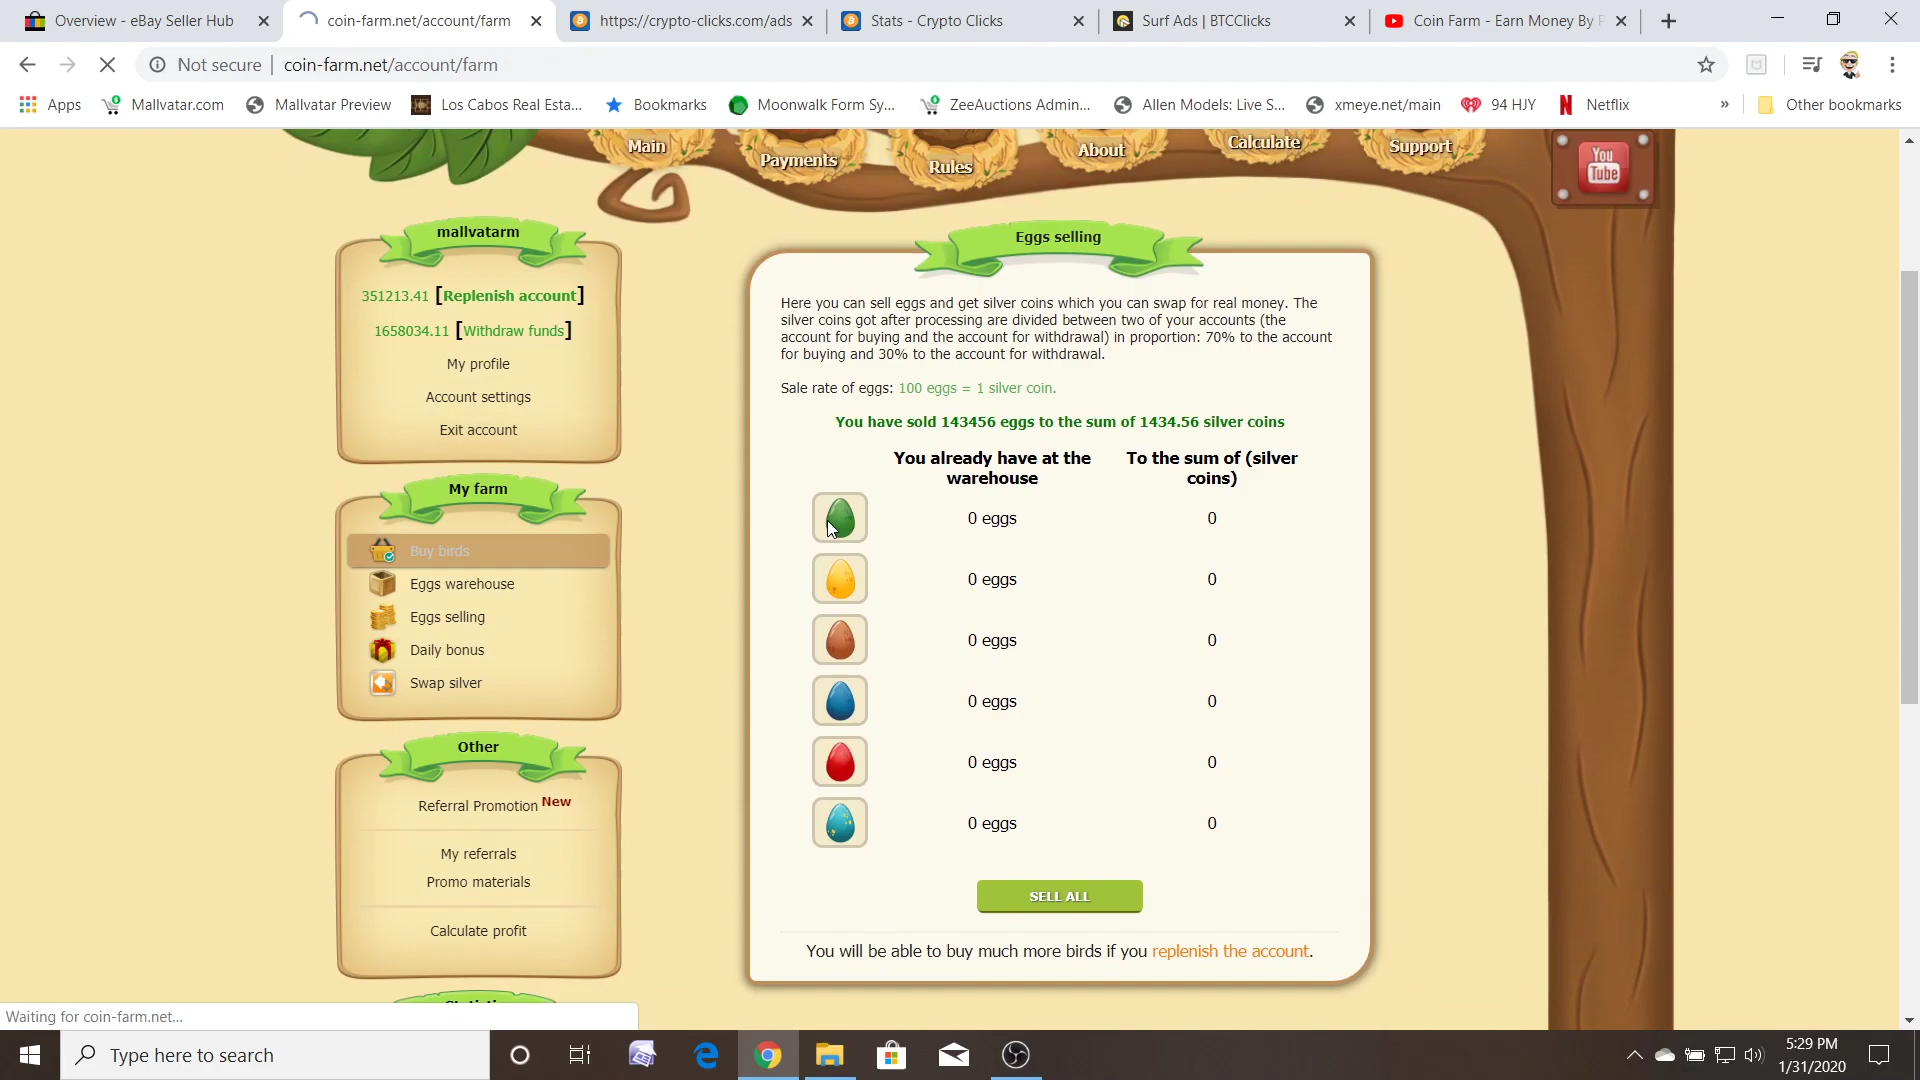 Overview - eBay Seller Hub
coin-farm.net/account/farm
https://crypto-clicks.com/ads
Stats - Crypto Clicks
Surf Ads | BTCClicks
Coin Farm - Earn Money By
Not secure | coin-farm.net/account/farm
Apps
Mallvatar.com
Mallvatar Preview
Los Cabos Real Esta...
Bookmarks
Moonwalk Form Sy...
ZeeAuctions Admin...
Allen Models: Live S...
xmeye.net/main
94 HJY
Netflix
»
Other bookmarks
Main
Payments
Rules
About
Calculate
Support
You
Tube
mallvatarm
351213.41 [Replenish account]
1658034.11 [Withdraw funds]
My profile
Account settings
Exit account
My farm
Buy birds
Eggs warehouse
Eggs selling
Daily bonus
Swap silver
Other
Referral Promotion New
My referrals
Promo materials
Calculate profit
Eggs selling
Here you can sell eggs and get silver coins which you can swap for real money. The
silver coins got after processing are divided between two of your accounts (the
account for buying and the account for withdrawal) in proportion: 70% to the account
for buying and 30% to the account for withdrawal.
Sale rate of eggs: 100 eggs = 1 silver coin.
You have sold 143456 eggs to the sum of 1434.56 silver coins
You already have at the
warehouse
To the sum of (silver
coins)
0 eggs 0
0 eggs 0
0 eggs 0
0 eggs 0
0 eggs 0
0 eggs 0
SELL ALL
You will be able to buy much more birds if you replenish the account.
Waiting for coin-farm.net...
Type here to search
5:29 PM
1/31/2020